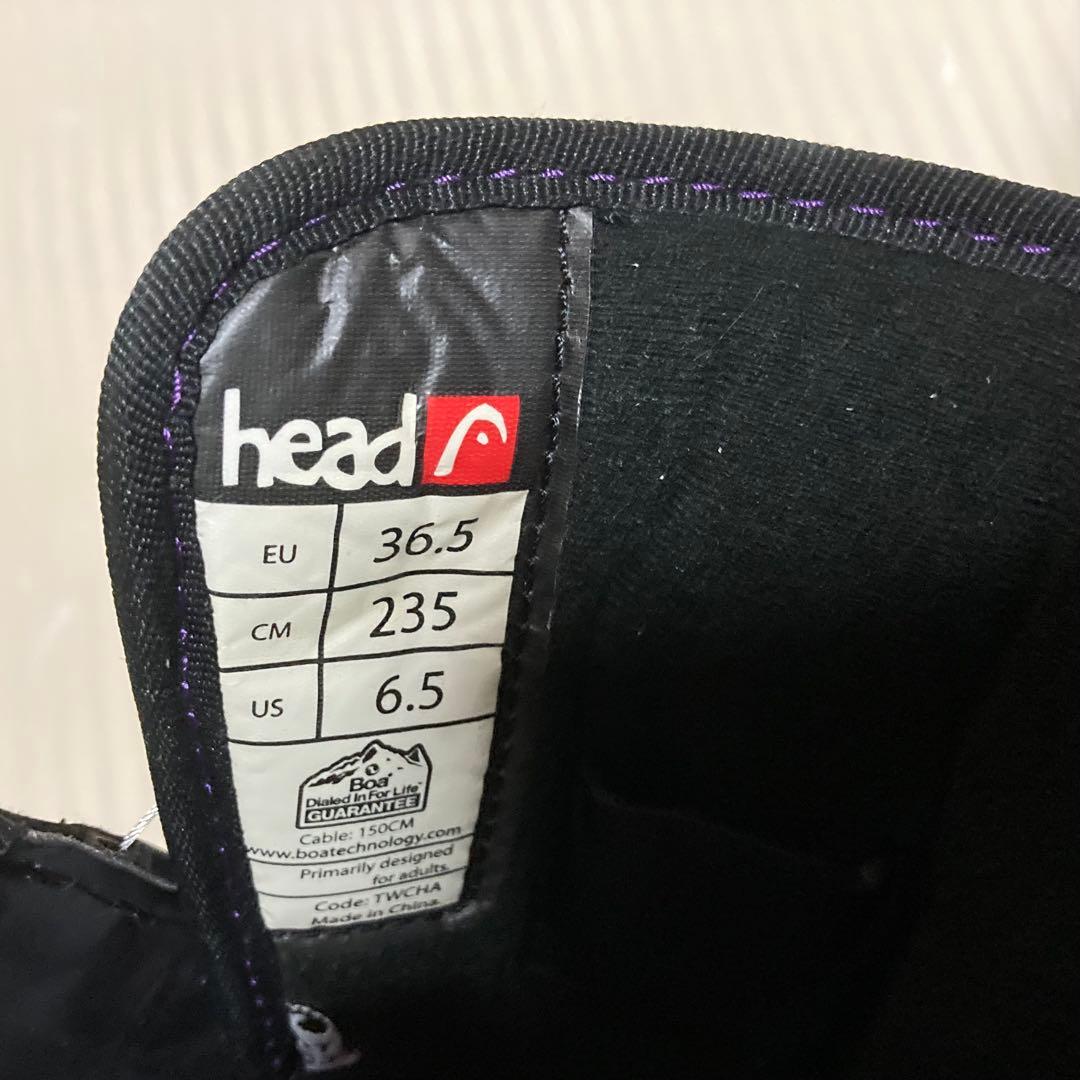 head
EU 36.5
CM 235
US 6.5
Boa
Dialed In For Life
GUARANTEE
Cable: 150CM
www.boatechnology.com
Primarily designed
for adults.
Code: TWCHA
Made in China.